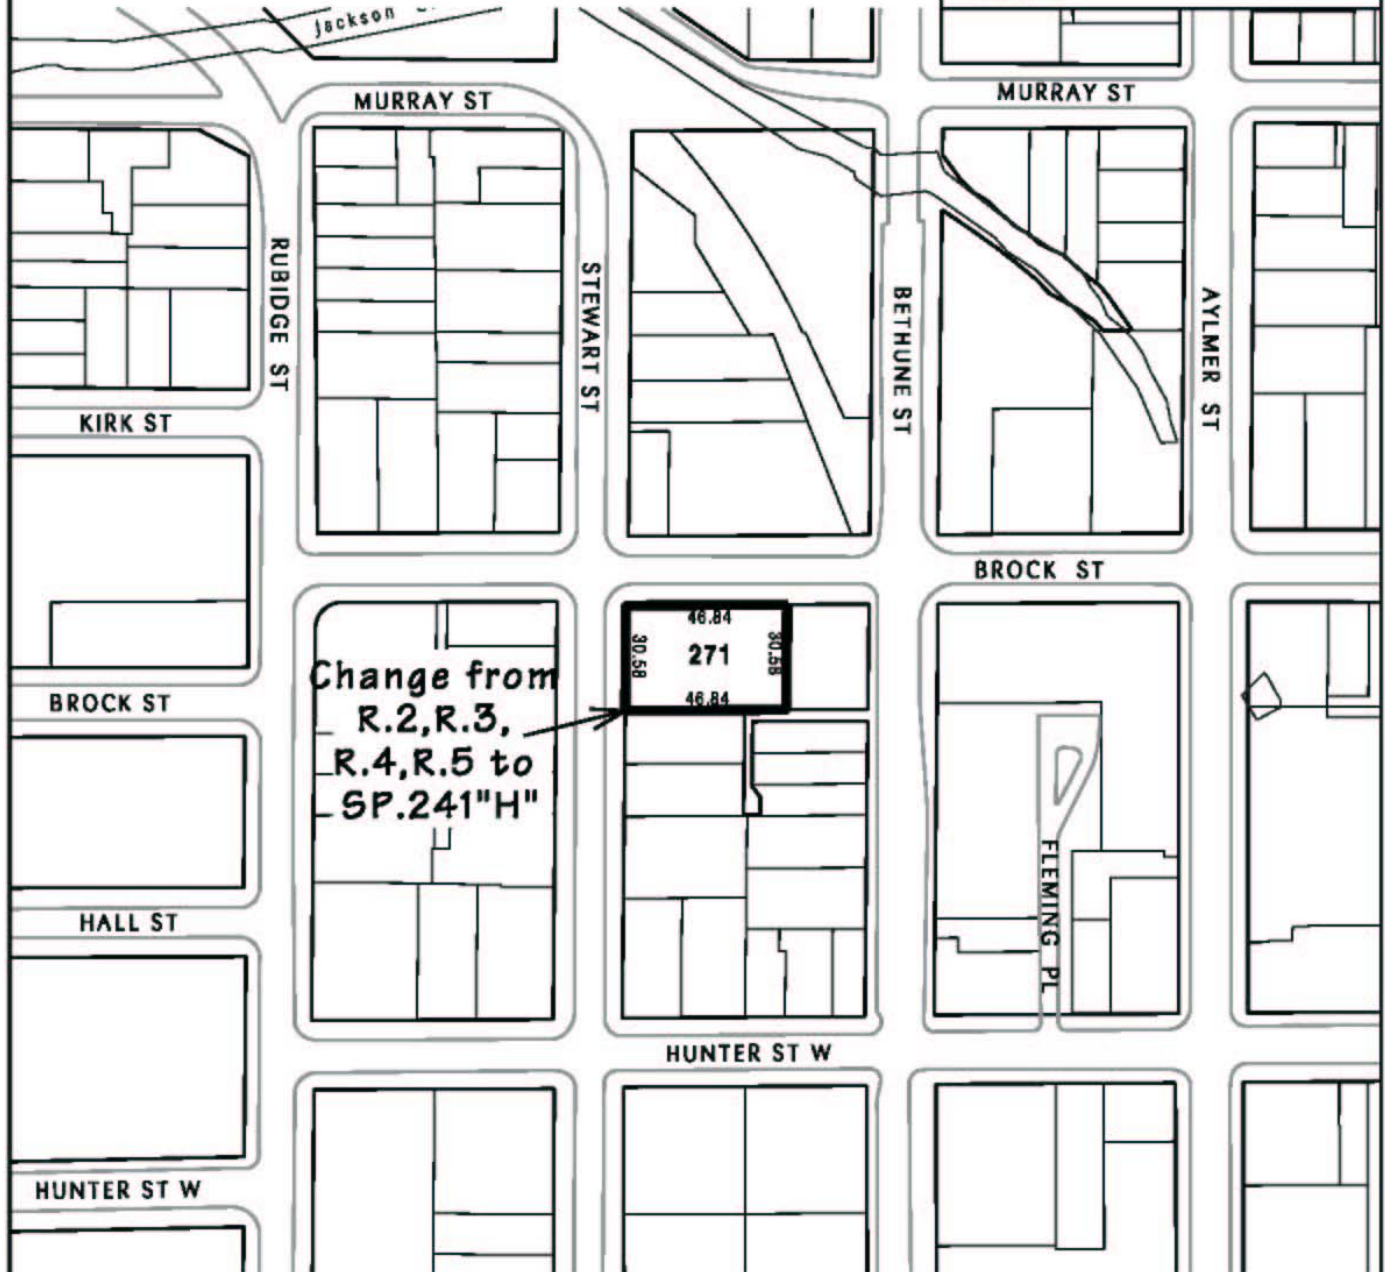 Jackson
MURRAY ST
MURRAY ST
RUBIDGE ST
STEWART ST
BETHUNE ST
AYLMER ST
KIRK ST
BROCK ST
46.84
30.58
271
30.58
46.84
Change from
R.2,R.3,
R.4,R.5 to
SP.241"H"
BROCK ST
FLEMING PL
HALL ST
HUNTER ST W
HUNTER ST W